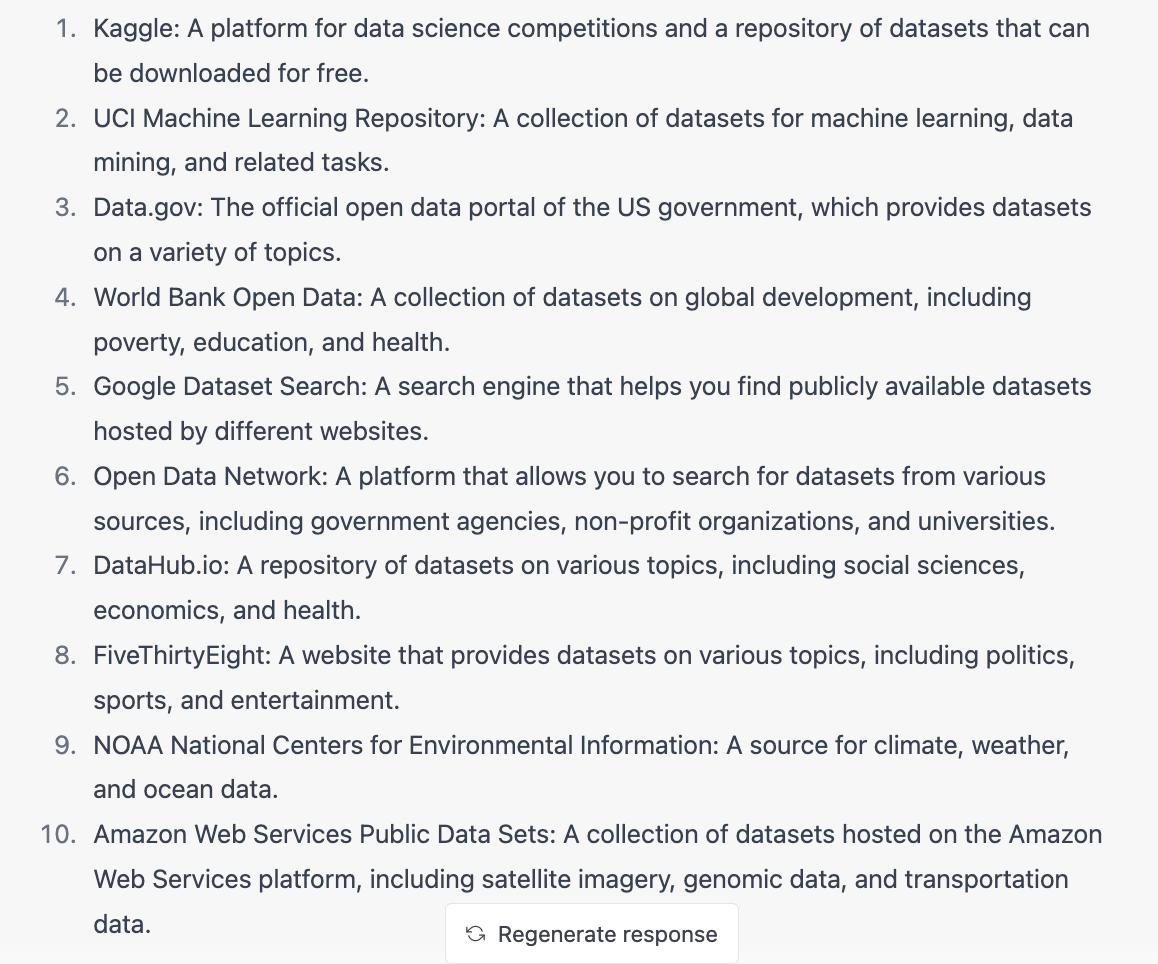 1. Kaggle: A platform for data science competitions and a repository of datasets that can
be downloaded for free.
2. UCI Machine Learning Repository: A collection of datasets for machine learning, data
mining, and related tasks.
3. Data.gov: The official open data portal of the US government, which provides datasets
on a variety of topics.
4. World Bank Open Data: A collection of datasets on global development, including
poverty, education, and health.
5. Google Dataset Search: A search engine that helps you find publicly available datasets
hosted by different websites.
6. Open Data Network: A platform that allows you to search for datasets from various
sources, including government agencies, non-profit organizations, and universities.
7. DataHub.io: A repository of datasets on various topics, including social sciences,
economics, and health.
8. FiveThirtyEight: A website that provides datasets on various topics, including politics,
sports, and entertainment.
9. NOAA National Centers for Environmental Information: A source for climate, weather,
and ocean data.
10. Amazon Web Services Public Data Sets: A collection of datasets hosted on the Amazon
Web Services platform, including satellite imagery, genomic data, and transportation
data.
Regenerate response